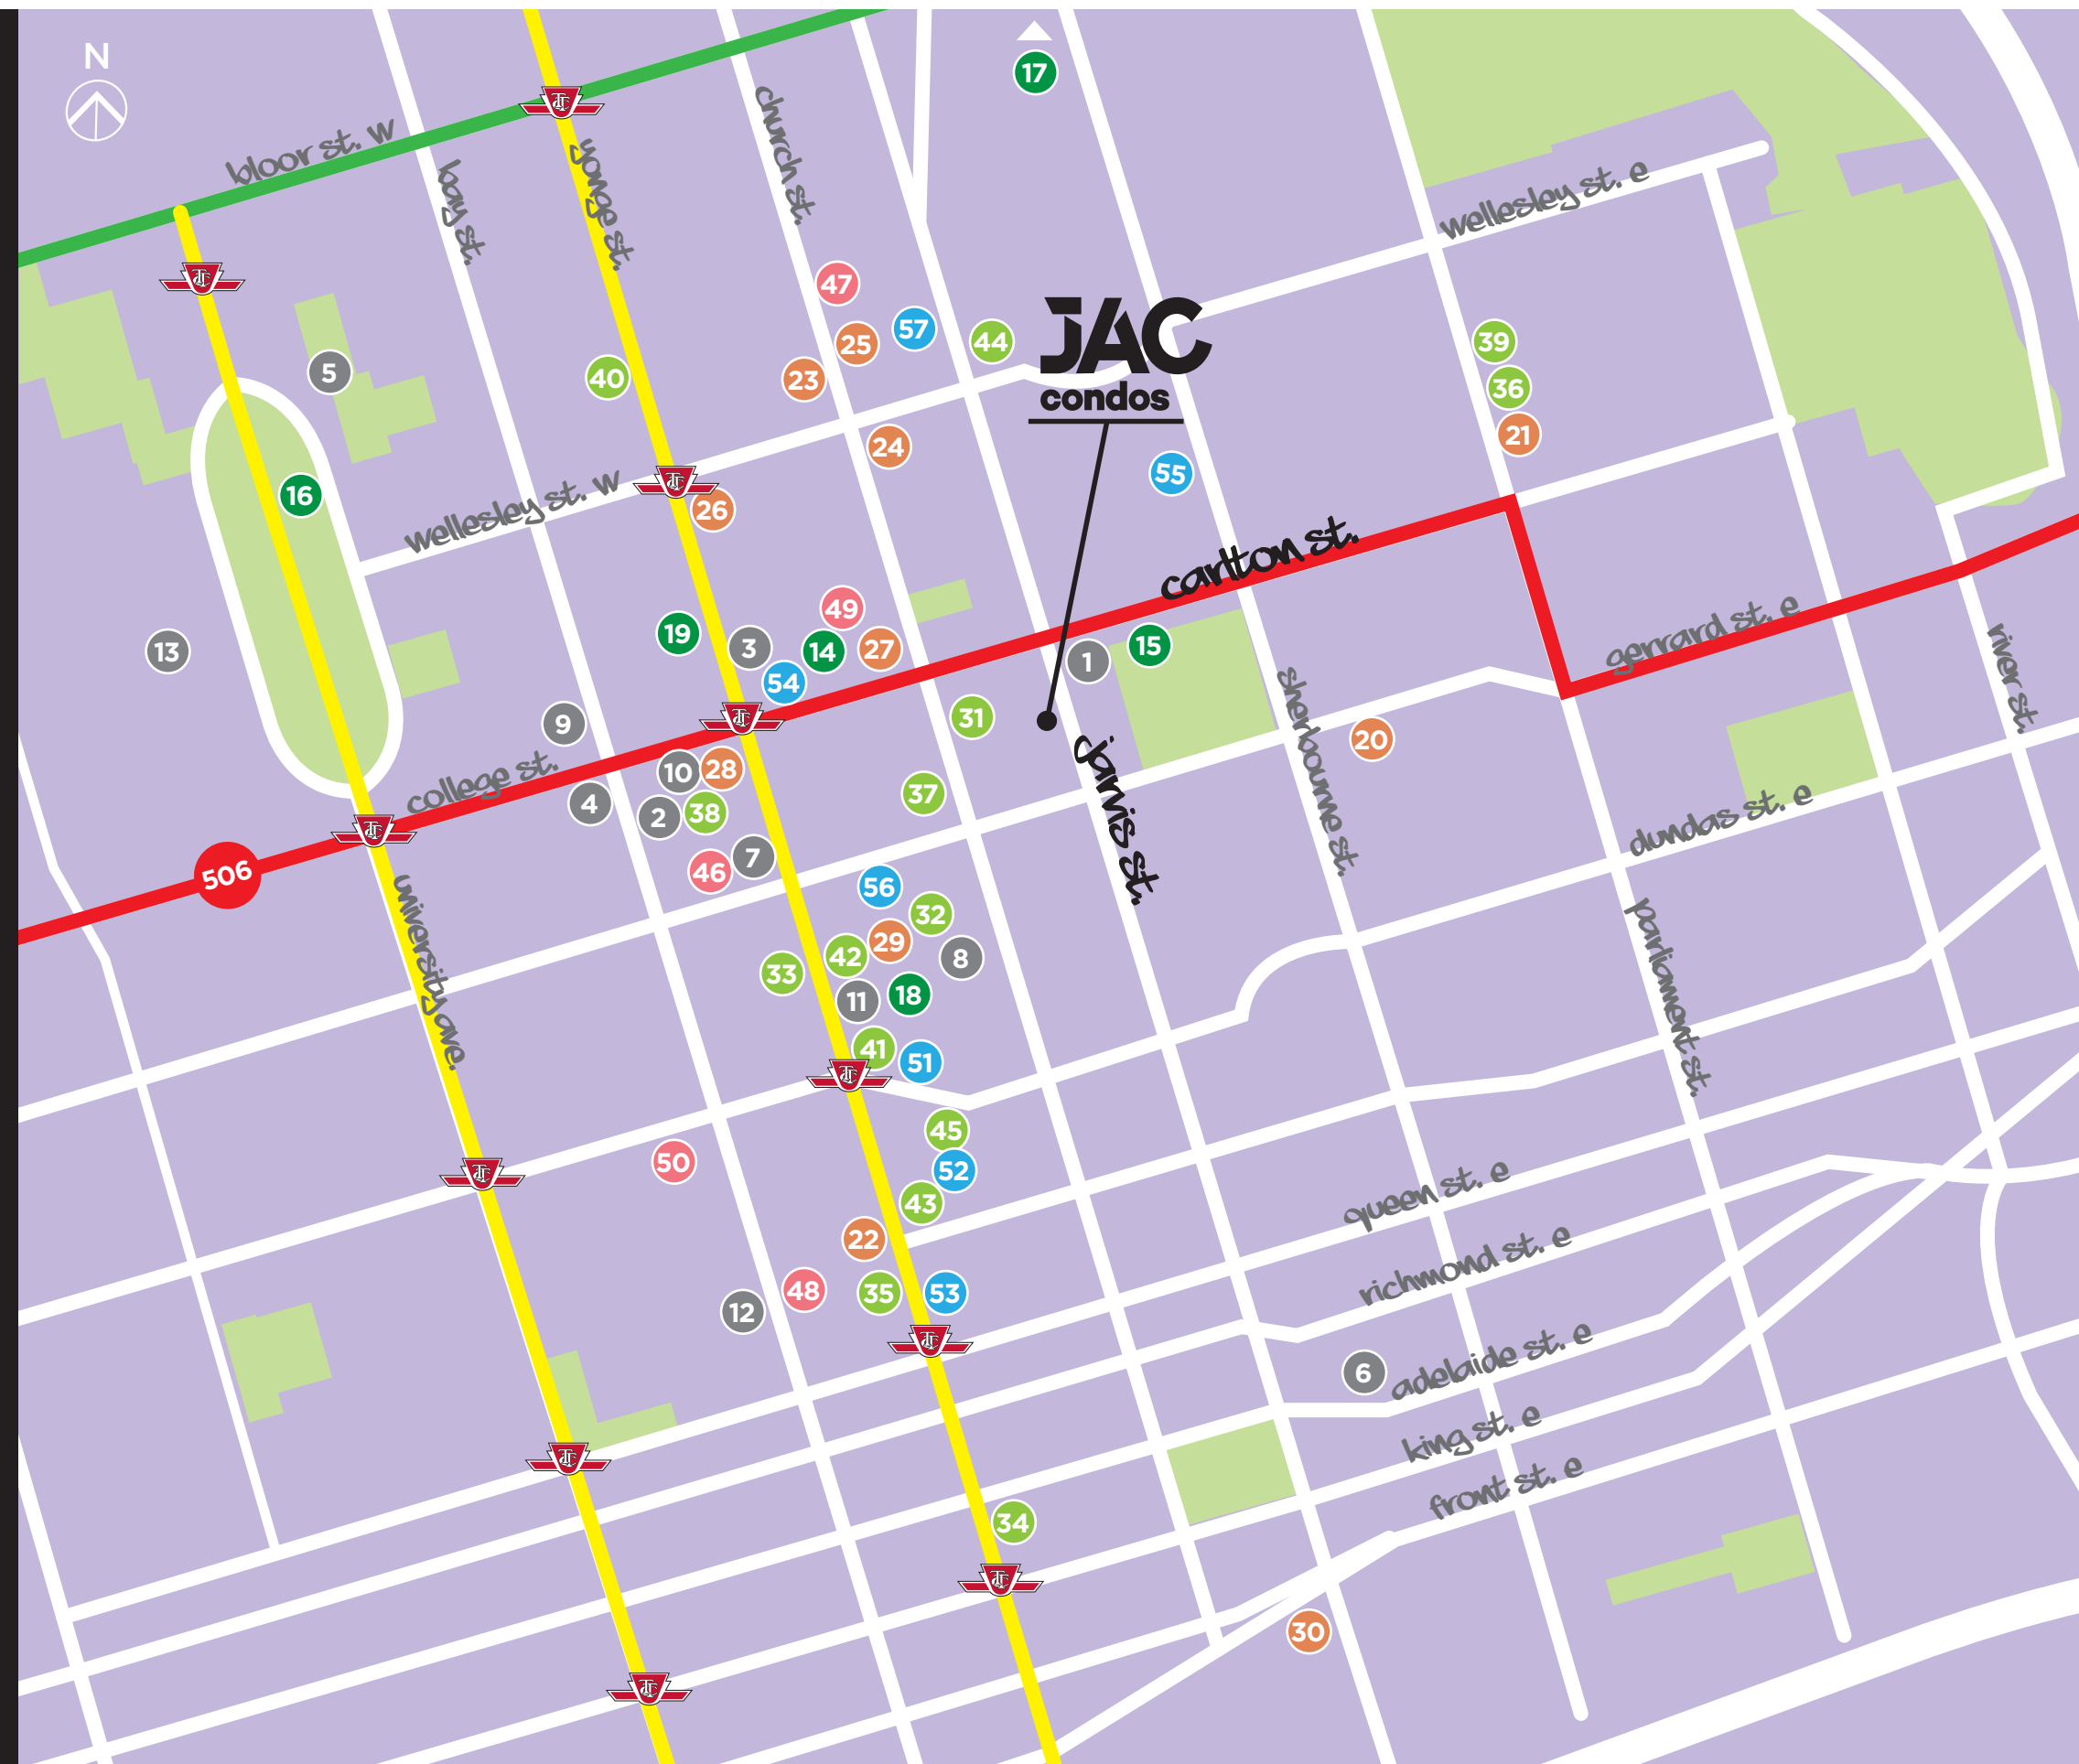 N
17
bloor st. w
bay st.
yonge st.
church st.
wellesley st. e
47
25
57
44
JAC
condos
39
36
21
5
40
23
24
55
16
wellesley st. w
26
carlton st.
13
19
3
49
14
27
54
1
15
gerrard st. e
river st.
9
31
sherbourne st.
20
college st.
10
28
4
2
38
37
jarvis st.
dundas st. e
506
46
7
56
university ave.
32
29
42
8
33
11
18
parliament st.
41
51
45
50
52
43
queen st. e
22
richmond st. e
48
35
53
12
6
adelaide st. e
king st. e
front st. e
34
30